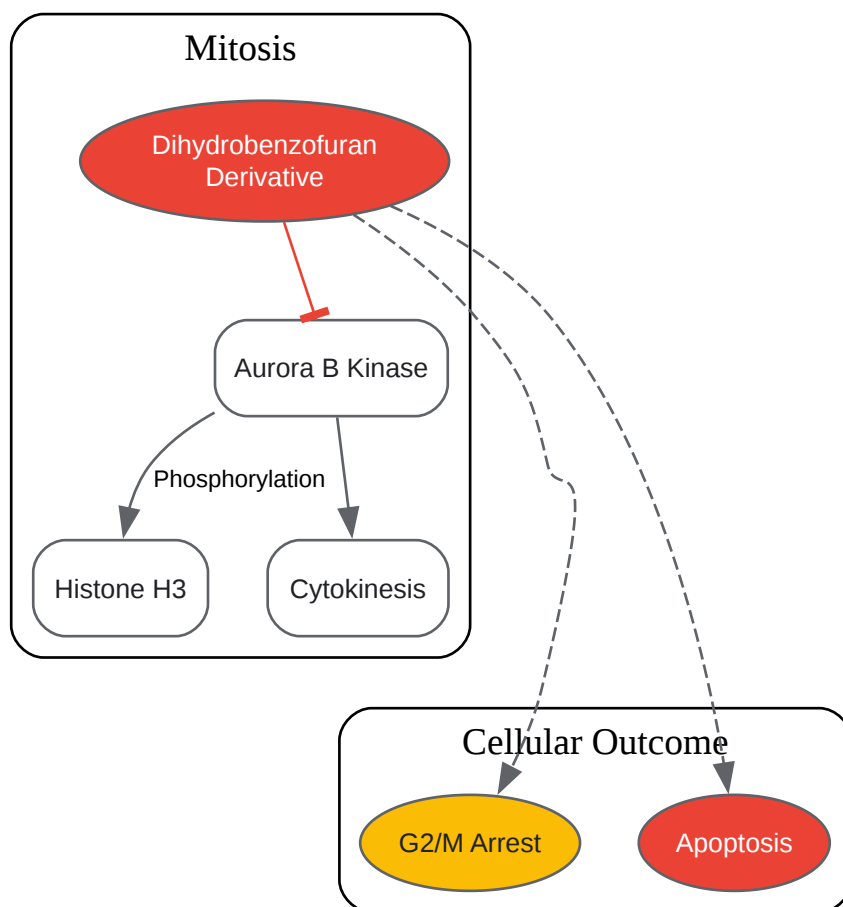 Mitosis
Dihydrobenzofuran
Derivative
Aurora B Kinase
Phosphorylation
Histone H3
Cytokinesis
Cellular Outcome
G2/M Arrest
Apoptosis